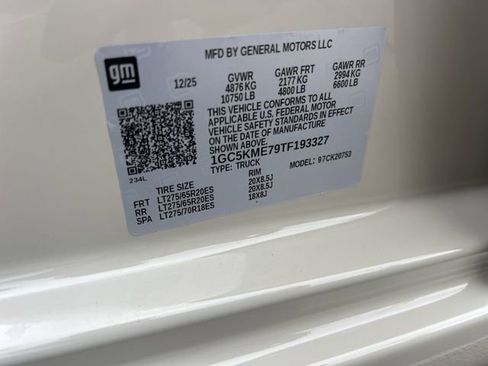 MFD BY GENERAL MOTORS LLC
gm
12/25 GVWR GAWR FRT GAWR RR
4876 KG 2177 KG 2994 KG
10750 LB 4800 LB 6600 LB
THIS VEHICLE CONFORMS TO ALL
APPLICABLE U.S. FEDERAL MOTOR
VEHICLE SAFETY STANDARDS IN EFFECT
ON THE DATE OF MANUFACTURE
SHOWN ABOVE.
1GC5KME79TF193327
TYPE: TRUCK MODEL: 97CK20753
234L
TIRE SIZE RIM
FRT LT275/65R20ES 20X8.5J
RR LT275/65R20ES 20X8.5J
SPA LT275/70R18ES 18X8J